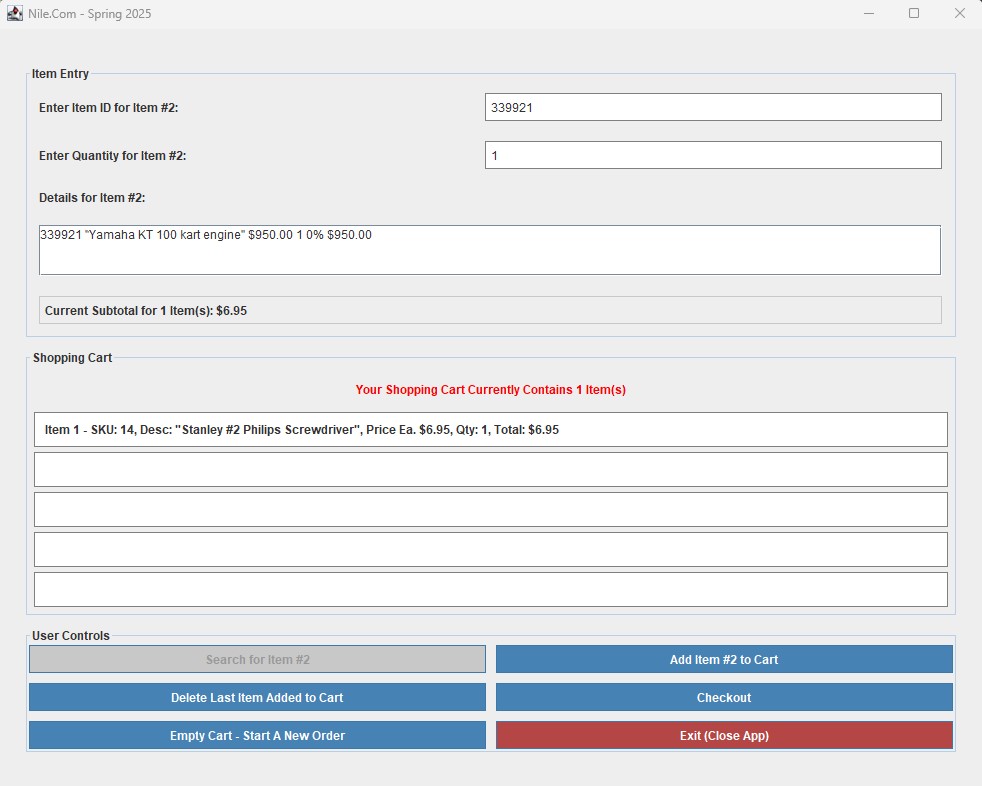 Nile.Com - Spring 2025
Item Entry
Enter Item ID for Item #2: 339921
Enter Quantity for Item #2: 1
Details for Item #2:
339921 "Yamaha KT 100 kart engine" $950.00 1 0% $950.00
Current Subtotal for 1 Item(s): $6.95
Shopping Cart
Your Shopping Cart Currently Contains 1 Item(s)
Item 1 - SKU: 14, Desc: "Stanley #2 Philips Screwdriver", Price Ea. $6.95, Qty: 1, Total: $6.95
User Controls
Search for Item #2 Add Item #2 to Cart
Delete Last Item Added to Cart Checkout
Empty Cart - Start A New Order Exit (Close App)